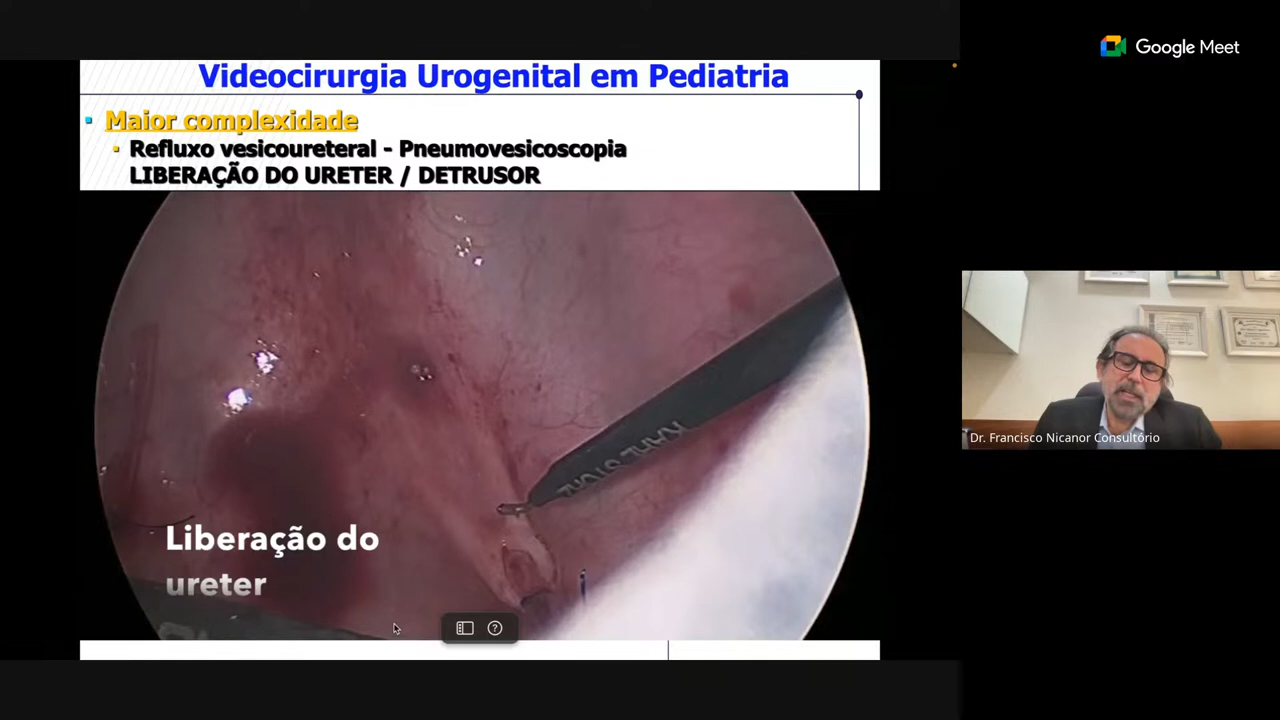 Videocirurgia Urogenital em Pediatria
Maior complexidade
Refluxo vesicoureteral - Pneumovesicoscopia
LIBERAÇÃO DO URETER / DETRUSOR
KARL STORZ
Liberação do
ureter
Google Meet
Dr. Francisco Nicanor Consultório